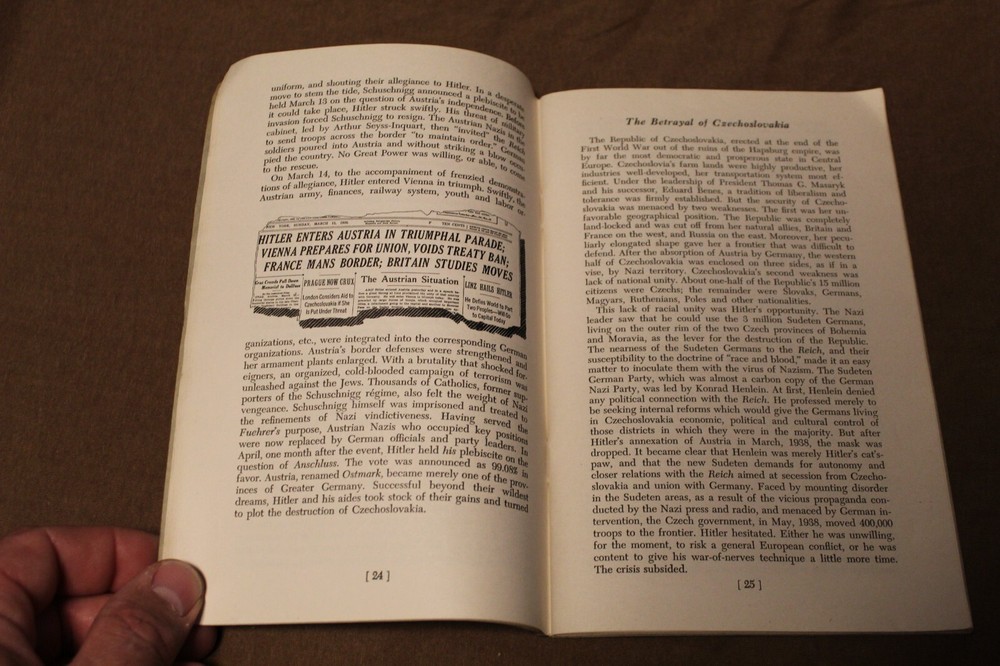 uniform, and shouting their allegiance to Hitler. In a desperate
move to stem the tide, Schuschnigg announced a plebiscite to be
held March 13 on the question of Austria's independence. Before
it could take place, Hitler struck swiftly. His threat of military
invasion forced Schuschnigg to resign. The Austrian Nazis in the
cabinet, led by Arthur Seyss-Inquart, then "invited" the Reich
to send troops across the border "to maintain order." German
soldiers poured into Austria and without striking a blow occu-
pied the country. No Great Power was willing, or able, to come
to the rescue.
On March 14, to the accompaniment of frenzied demonstra-
tions of allegiance, Hitler entered Vienna in triumph. Swiftly, the
Austrian army, finances, railway system, youth and labor or-
NEW YORK, SUNDAY, MARCH 13, 1938
HITLER ENTERS AUSTRIA IN TRIUMPHAL PARADE;
VIENNA PREPARES FOR UNION, VOIDS TREATY BAN;
FRANCE MANS BORDER; BRITAIN STUDIES MOVES
PRAGUE NOW CRUX
London Considers Aid to
Czechoslovakia if She
is Put Under Threat
The Austrian Situation
LINZ HAILS HITLER
He Defies World to Part
Two Peoples—Will Go
to Capital Today
ganizations, etc., were integrated into the corresponding German
organizations. Austria's border defenses were strengthened and
her armament plants enlarged. With a brutality that shocked for-
eigners, an organized, cold-blooded campaign of terrorism was
unleashed against the Jews. Thousands of Catholics, former sup-
porters of the Schuschnigg régime, also felt the weight of Nazi
vengeance. Schuschnigg himself was imprisoned and treated to
the refinements of Nazi vindictiveness. Having served the
Fuehrer's purpose, Austrian Nazis who occupied key positions
were now replaced by German officials and party leaders. In
April, one month after the event, Hitler held his plebiscite on the
question of Anschluss. The vote was announced as 99.08% in
favor. Austria, renamed Ostmark, became merely one of the prov-
inces of Greater Germany. Successful beyond their wildest
dreams, Hitler and his aides took stock of their gains and turned
to plot the destruction of Czechoslovakia.
[ 24 ]
The Betrayal of Czechoslovakia
The Republic of Czechoslovakia, erected at the end of the
First World War out of the ruins of the Hapsburg empire, was
by far the most democratic and prosperous state in Central
Europe. Czechoslovia's farm lands were highly productive, her
industries well-developed, her transportation system most ef-
ficient. Under the leadership of President Thomas G. Masaryk
and his successor, Eduard Benes, a tradition of liberalism and
tolerance was firmly established. But the security of Czecho-
slovakia was menaced by two weaknesses. The first was her un-
favorable geographical position. The Republic was completely
land-locked and was cut off from her natural allies, Britain and
France on the west, and Russia on the east. Moreover, her pecu-
liarly elongated shape gave her a frontier that was difficult to
defend. After the absorption of Austria by Germany, the western
half of Czechoslovakia was enclosed on three sides, as if in a
vise, by Nazi territory. Czechoslovakia's second weakness was
lack of national unity. About one-half of the Republic's 15 million
citizens were Czechs; the remainder were Slovaks, Germans,
Magyars, Ruthenians, Poles and other nationalities.
This lack of racial unity was Hitler's opportunity. The Nazi
leader saw that he could use the 3 million Sudeten Germans,
living on the outer rim of the two Czech provinces of Bohemia
and Moravia, as the lever for the destruction of the Republic.
The nearness of the Sudeten Germans to the Reich, and their
susceptibility to the doctrine of "race and blood," made it an easy
matter to inoculate them with the virus of Nazism. The Sudeten
German Party, which was almost a carbon copy of the German
Nazi Party, was led by Konrad Henlein. At first, Henlein denied
any political connection with the Reich. He professed merely to
be seeking internal reforms which would give the Germans living
in Czechoslovakia economic, political and cultural control of
those districts in which they were in the majority. But after
Hitler's annexation of Austria in March, 1938, the mask was
dropped. It became clear that Henlein was merely Hitler's cat's-
paw, and that the new Sudeten demands for autonomy and
closer relations with the Reich aimed at secession from Czecho-
slovakia and union with Germany. Faced by mounting disorder
in the Sudeten areas, as a result of the vicious propaganda con-
ducted by the Nazi press and radio, and menaced by German in-
tervention, the Czech government, in May, 1938, moved 400,000
troops to the frontier. Hitler hesitated. Either he was unwilling,
for the moment, to risk a general European conflict, or he was
content to give his war-of-nerves technique a little more time.
The crisis subsided.
[ 25 ]